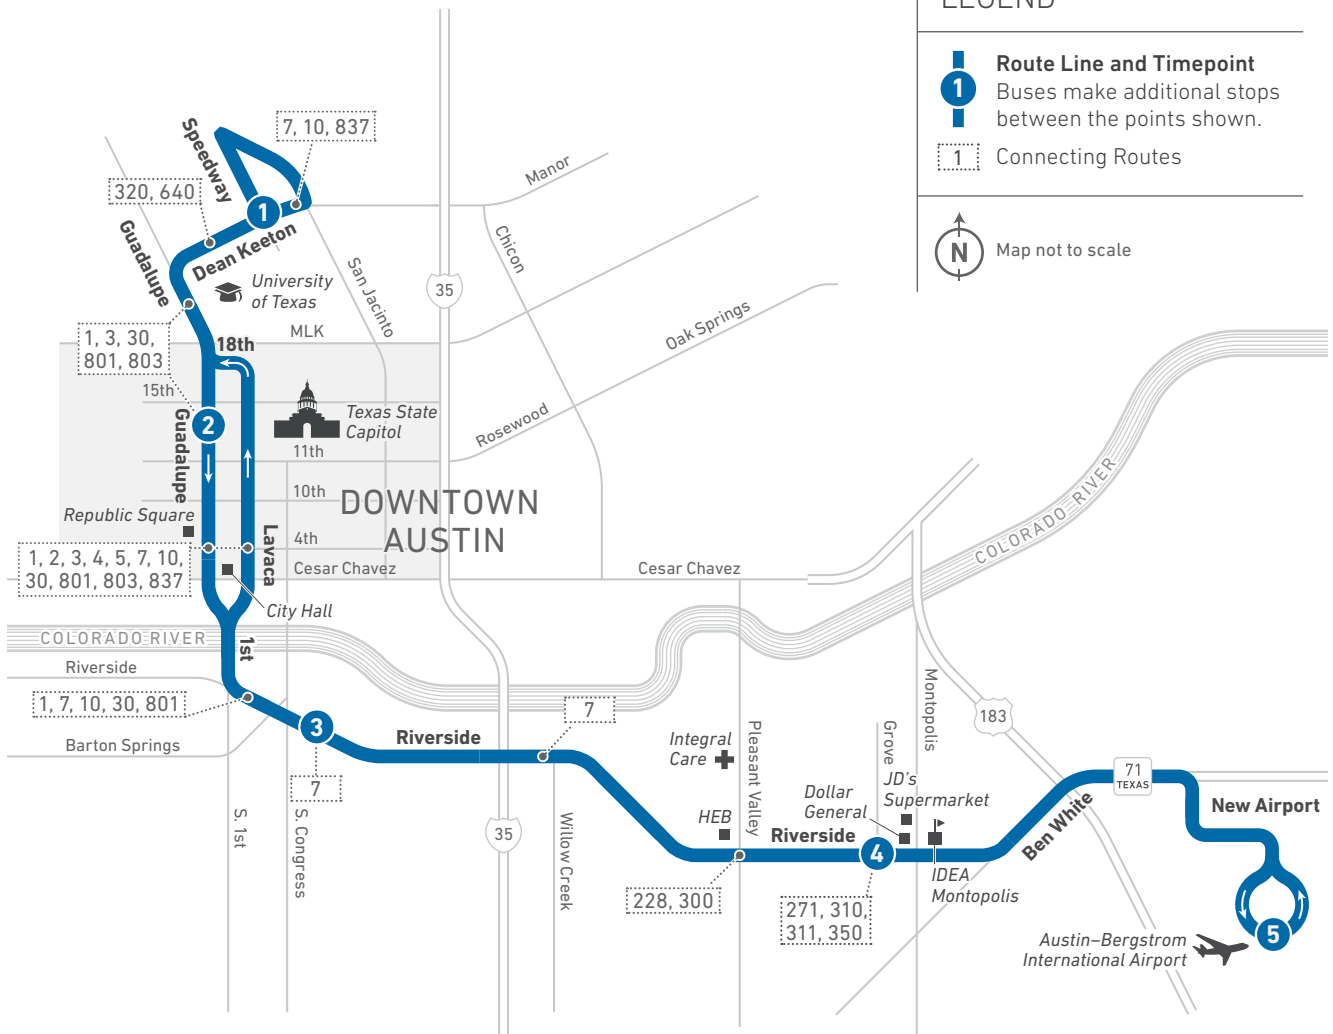 LEGEND
Route Line and Timepoint
1
Buses make additional stops
between the points shown.
1
Connecting Routes
N
Map not to scale
Speedway
7, 10, 837
Manor
320, 640
1
Guadalupe
Dean Keeton
Chicon
San Jacinto
University
of Texas
35
1, 3, 30,
801, 803
MLK
18th
Oak Springs
15th
Guadalupe
2
Texas State
Capitol
Rosewood
11th
10th
DOWNTOWN
AUSTIN
Republic Square
4th
Lavaca
1, 2, 3, 4, 5, 7, 10,
30, 801, 803, 837
Cesar Chavez
Cesar Chavez
COLORADO RIVER
City Hall
COLORADO RIVER
1st
Riverside
1, 7, 10, 30, 801
Barton Springs
3
7
Riverside
7
S. 1st
S. Congress
35
Willow Creek
Integral
Care
Pleasant Valley
HEB
Grove
Montopolis
183
JD's
Supermarket
Dollar
General
Riverside
4
IDEA
Montopolis
228, 300
271, 310,
311, 350
Ben White
71
TEXAS
New Airport
5
Austin–Bergstrom
International Airport